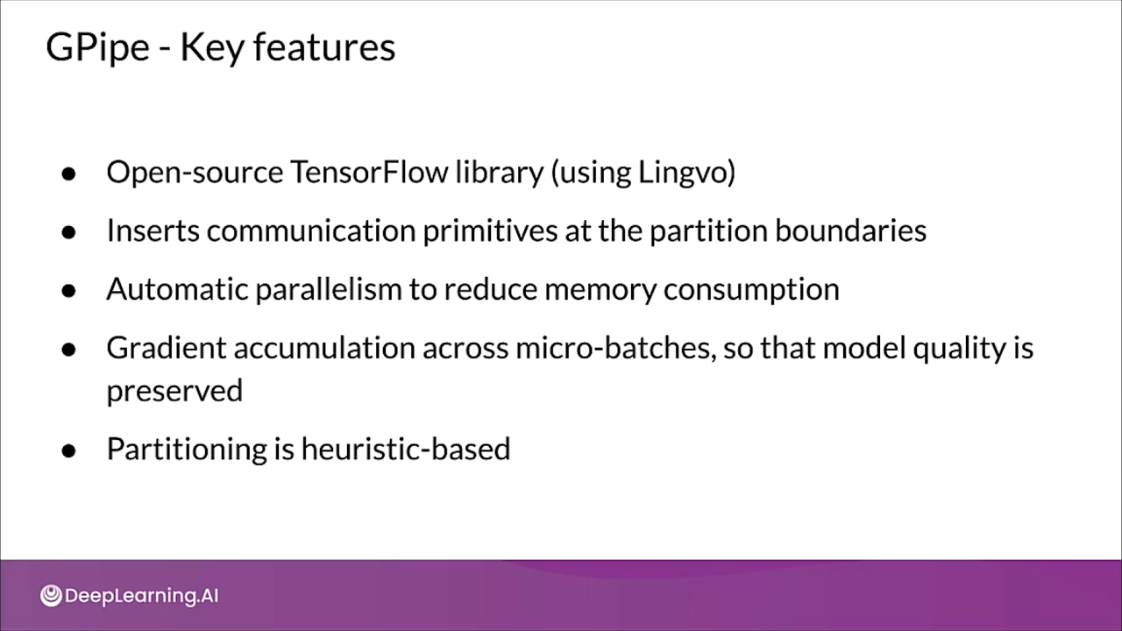 GPipe - Key features
● Open-source TensorFlow library (using Lingvo)
● Inserts communication primitives at the partition boundaries
● Automatic parallelism to reduce memory consumption
● Gradient accumulation across micro-batches, so that model quality is
preserved
● Partitioning is heuristic-based
DeepLearning.AI